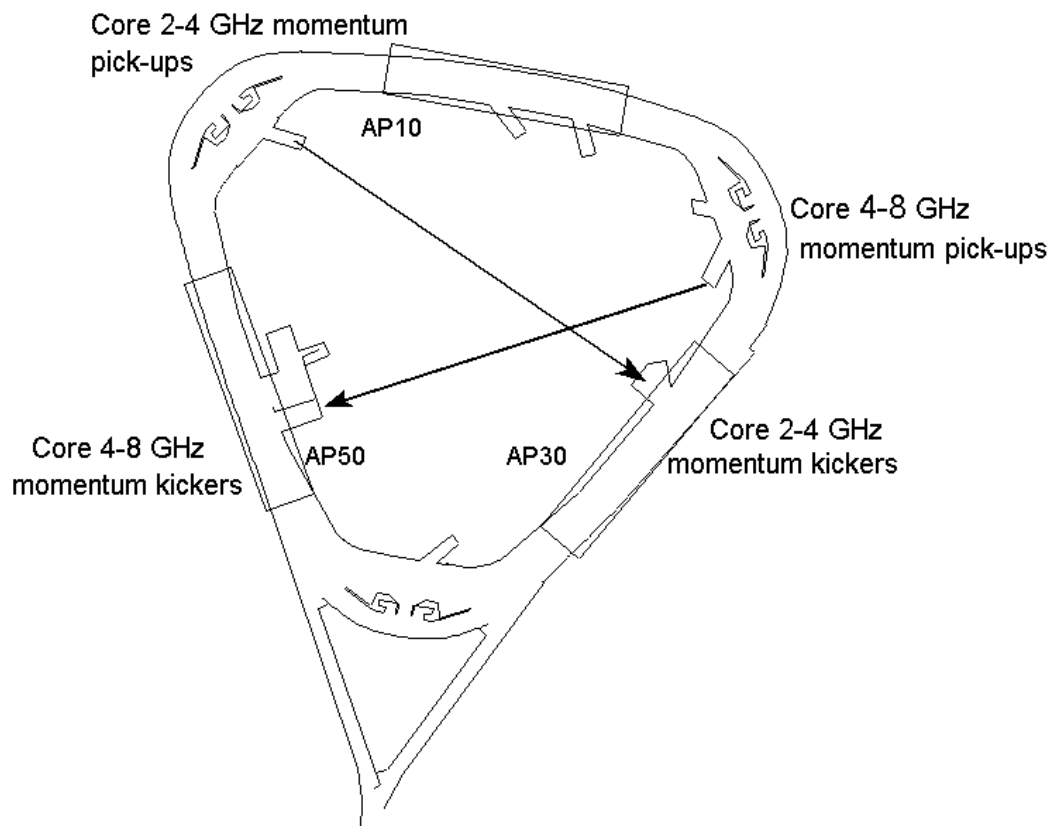 Core 2-4 GHz momentum
pick-ups
AP10
Core 4-8 GHz
momentum pick-ups
Core 4-8 GHz
momentum kickers
AP50
AP30
Core 2-4 GHz
momentum kickers